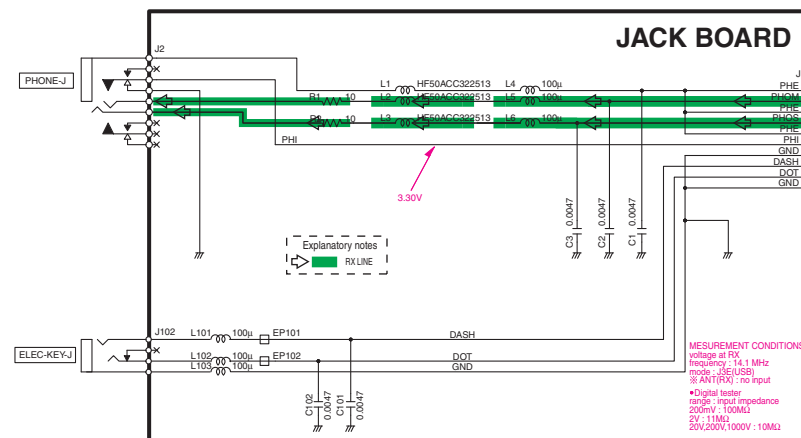 JACK BOARD
J2
J
PHONE-J
L1 HF50ACC322513 L4 100µ
PHE
R1 10 L2 HF50ACC322513 L5 100µ
PHOM
PHE
10 L3 HF50ACC322513 L6 100µ
PHOS
PHE
PHI
PHI
GND
DASH
DOT
GND
3.30V
C3 0.0047
C2 0.0047
C1 0.0047
Explanatory notes
RX LINE
J102
L101 100µ EP101
DASH
ELEC-KEY-J
L102 100µ EP102
DOT
L103 100µ
GND
C102 0.0047
C101 0.0047
MESUREMENT CONDITIONS
voltage at RX
frequency : 14.1 MHz
mode : J3E(USB)
※ ANT(RX) : no input
•Digital tester
range : input impedance
200mV : 100MΩ
2V : 11MΩ
20V,200V,1000V : 10MΩ